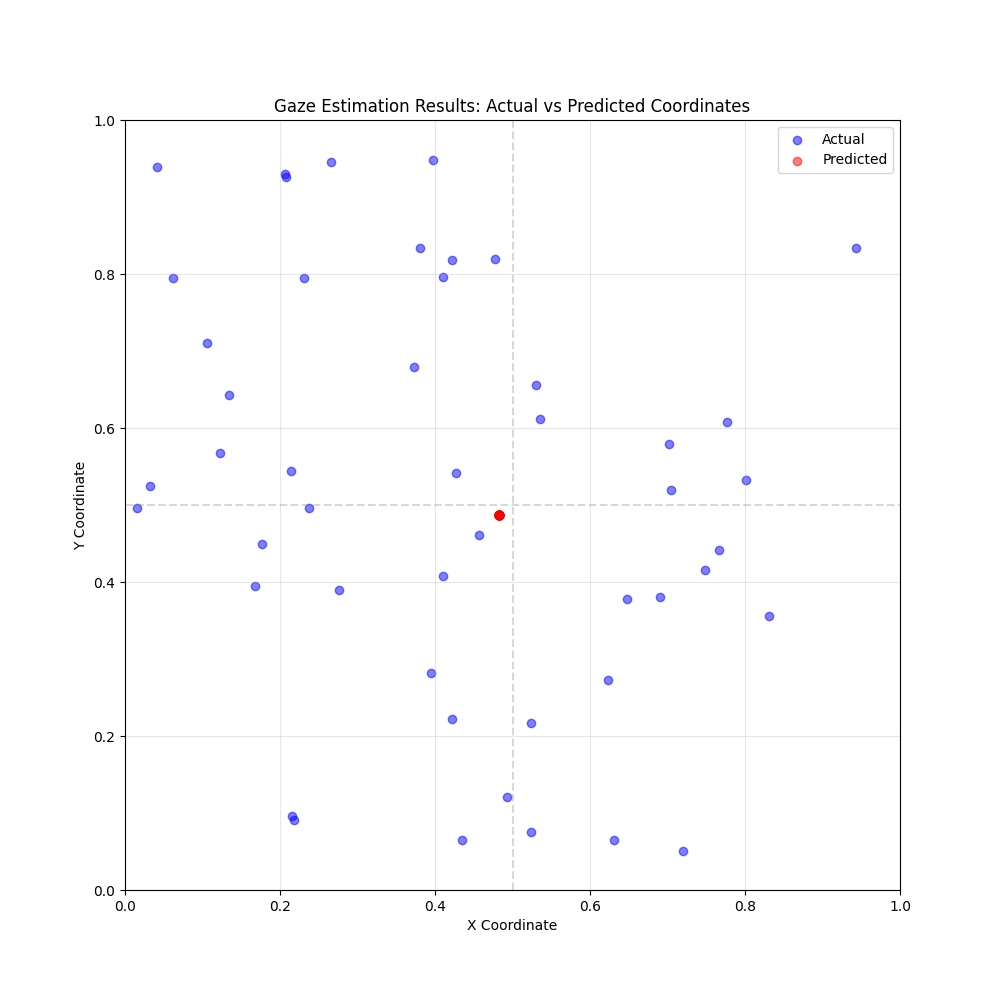 Gaze Estimation Results: Actual vs Predicted Coordinates
Actual
Predicted
Y Coordinate
1.0
0.8
0.6
0.4
0.2
0.0
0.0 0.2 0.4 0.6 0.8 1.0
X Coordinate